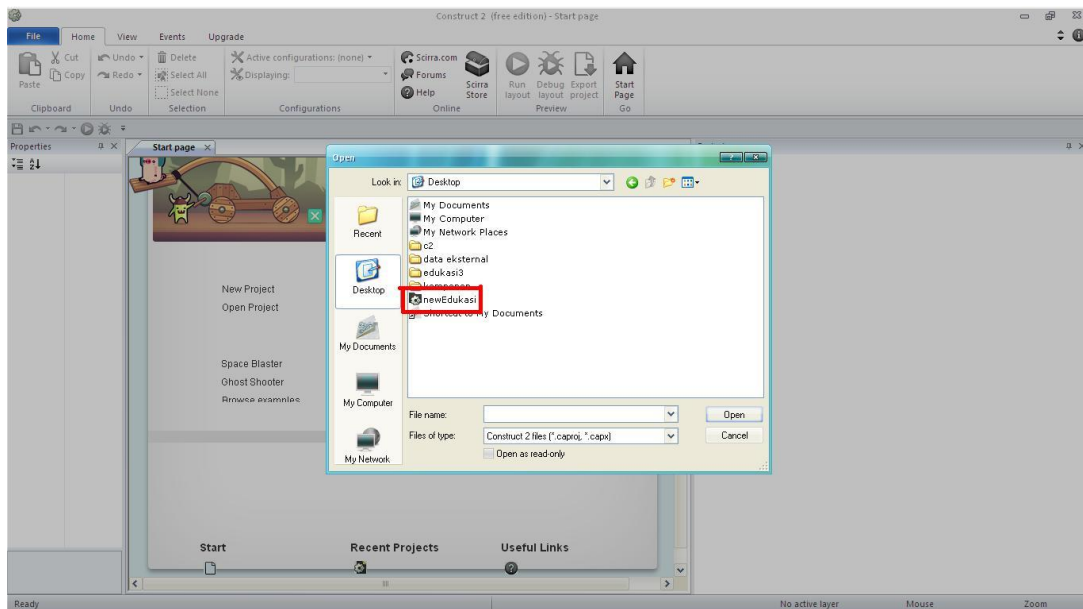 Construct 2 (free edition) - Start page
File Home View Events Upgrade
Cut Undo Delete Active configurations: (none) Scirra.com
Paste Copy Redo Select All Displaying: Forums Scirra Store Run layout Debug layout Export project Start Page
Select None Help
Clipboard Undo Selection Configurations Online Preview Go
Properties Start page
Open
Look in: Desktop
Recent
Desktop
My Documents
My Computer
My Network
My Documents
My Computer
My Network Places
c2
data eksternal
edukasi3
komponen
newEdukasi
Shortcut to My Documents
File name: Open
Files of type: Construct 2 files (*.caproj, *.capx) Cancel
Open as read-only
New Project
Open Project
Space Blaster
Ghost Shooter
Browse examples
Start Recent Projects Useful Links
Ready No active layer Mouse Zoom